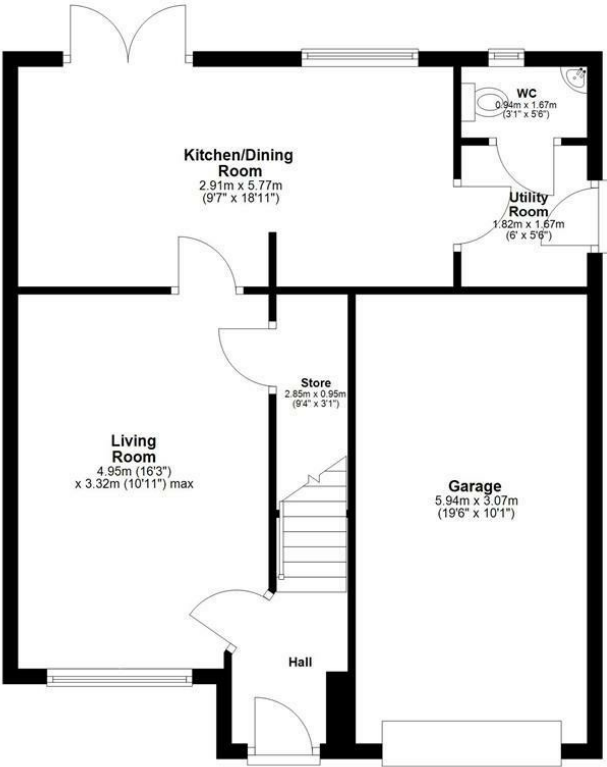 WC
0.94m x 1.67m
(3'1" x 5'6")
Kitchen/Dining
Room
2.91m x 5.77m
(9'7" x 18'11")
Utility
Room
1.82m x 1.67m
(6' x 5'6")
Store
2.85m x 0.95m
(9'4" x 3'1")
Living
Room
4.95m (16'3")
x 3.32m (10'11") max
Garage
5.94m x 3.07m
(19'6" x 10'1")
Hall